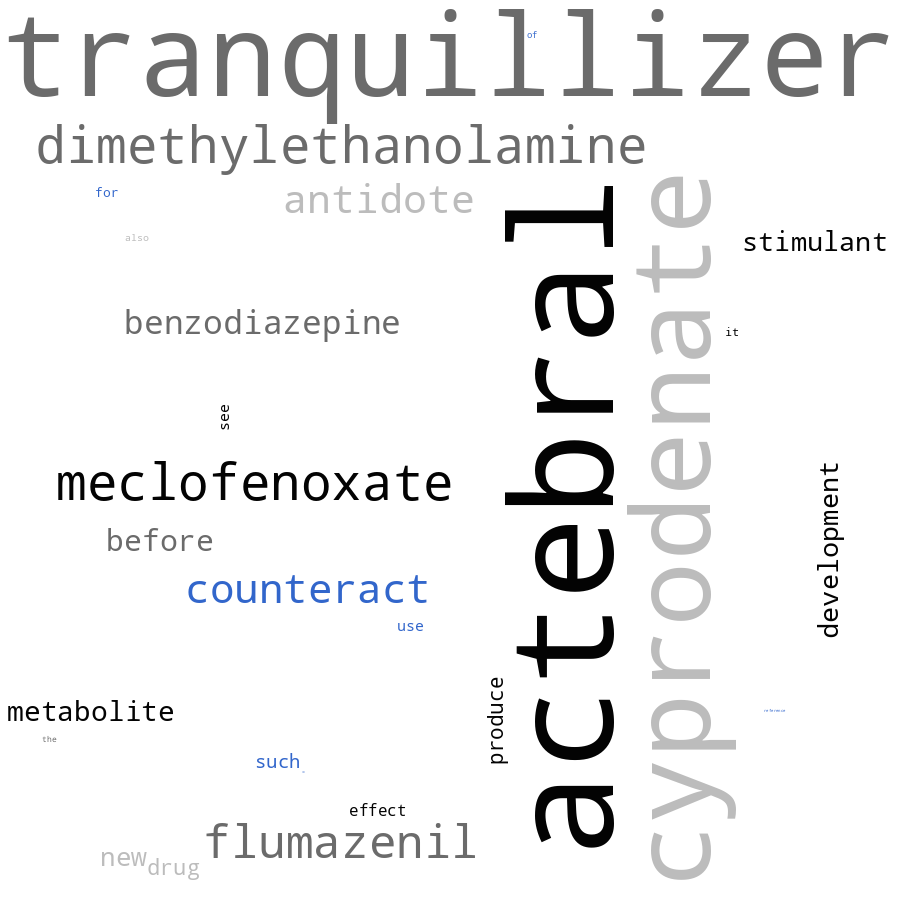 tranquillizer
of
dimethylethanolamine
for
antidote
also
stimulant
actebral
cyprodenate
benzodiazepine
it
see
meclofenoxate
development
before
counteract
use
produce
metabolite
the
such
effect
flumazenil
new
drug